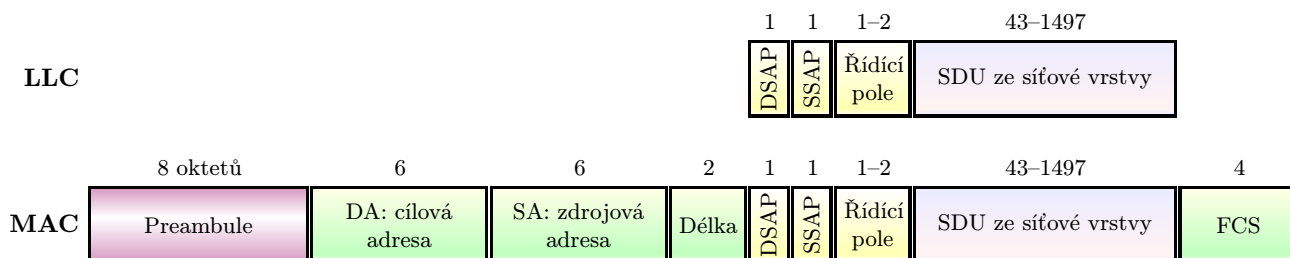 1 1 1–2 43–1497
LLC DSAP SSAP Řídící pole SDU ze síťové vrstvy
8 oktetů 6 6 2 1 1 1–2 43–1497 4
MAC Preambule DA: cílová adresa SA: zdrojová adresa Délka DSAP SSAP Řídící pole SDU ze síťové vrstvy FCS